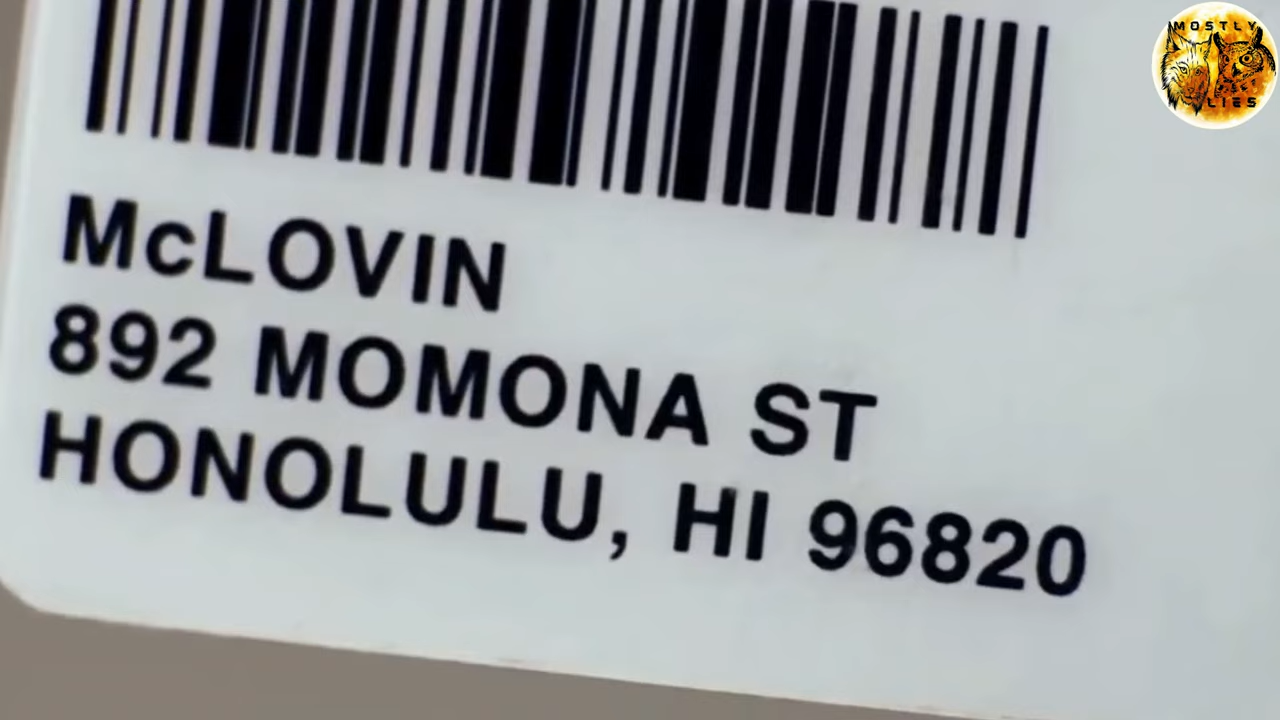 MOSTLY
LIES
McLOVIN
892 MOMONA ST
HONOLULU, HI 96820